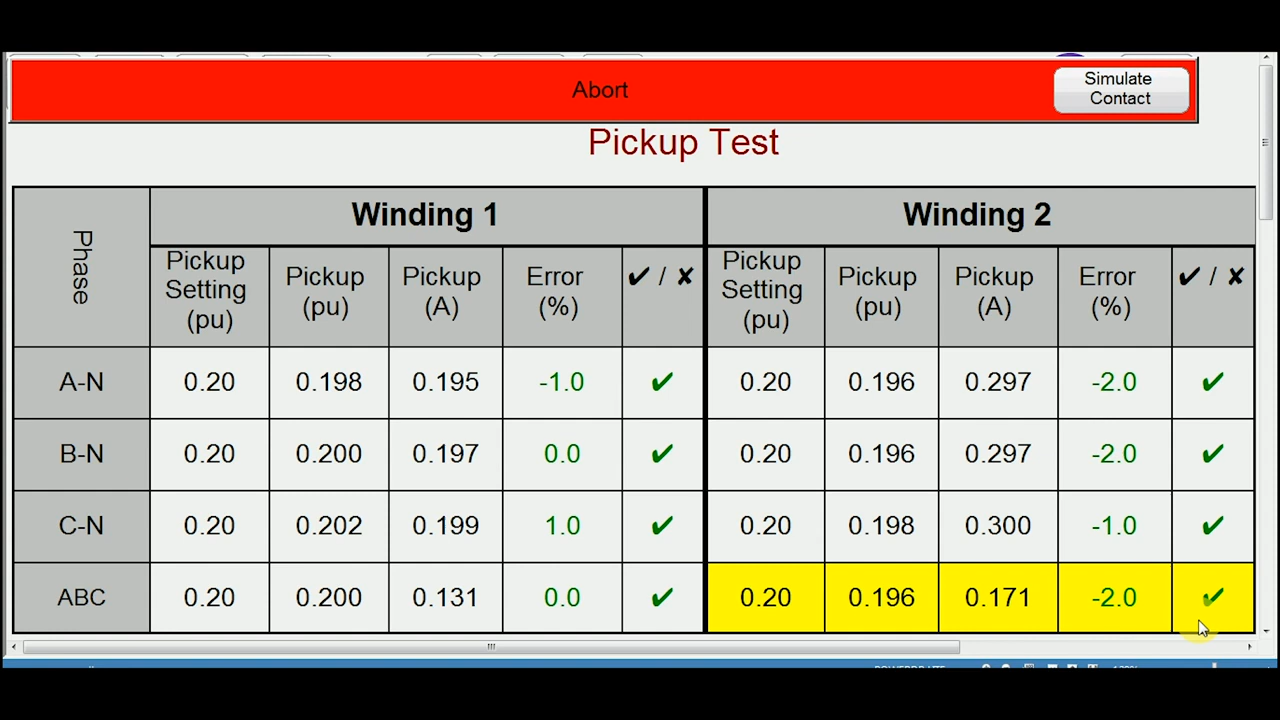 Abort
Simulate
Contact
Pickup Test
Phase
Winding 1
Winding 2
Pickup Setting (pu) Pickup (pu) Pickup (A) Error (%) ✔ / ✘ Pickup Setting (pu) Pickup (pu) Pickup (A) Error (%) ✔ / ✘
A-N 0.20 0.198 0.195 -1.0 ✔ 0.20 0.196 0.297 -2.0 ✔
B-N 0.20 0.200 0.197 0.0 ✔ 0.20 0.196 0.297 -2.0 ✔
C-N 0.20 0.202 0.199 1.0 ✔ 0.20 0.198 0.300 -1.0 ✔
ABC 0.20 0.200 0.131 0.0 ✔ 0.20 0.196 0.171 -2.0 ✔